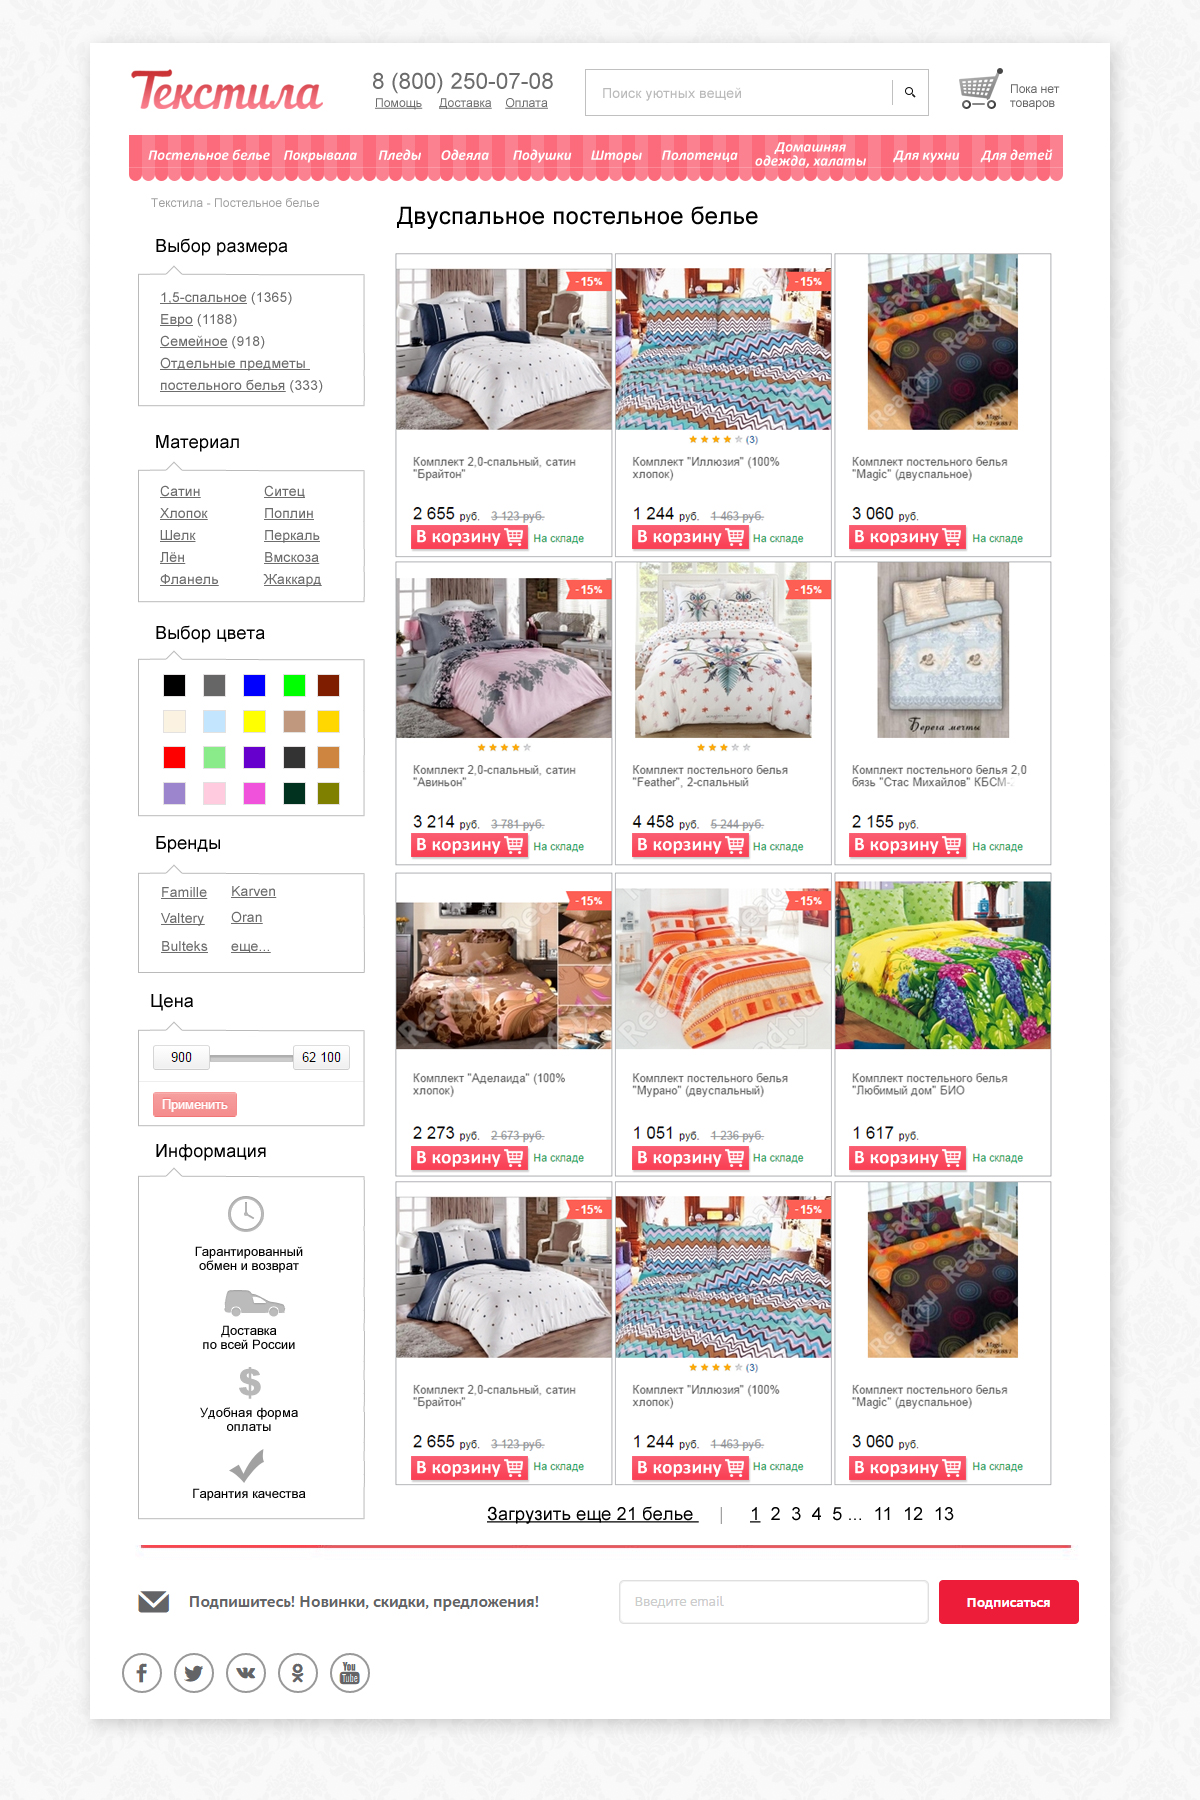 Текстила
8 (800) 250-07-08
Помощь Доставка Оплата
Поиск уютных вещей
Пока нет
товаров
Постельное белье Покрывала Пледы Одеяла Подушки Шторы Полотенца Домашняя одежда, халаты Для кухни Для детей
Текстила - Постельное белье
Двуспальное постельное белье
Выбор размера
1,5-спальное (1365)
Евро (1188)
Семейное (918)
Отдельные предметы
постельного белья (333)
Материал
Сатин Ситец
Хлопок Поплин
Шелк Перкаль
Лён Вмскоза
Фланель Жаккард
Выбор цвета
Бренды
Famille Karven
Valtery Oran
Bulteks еще...
Цена
900 62 100
Применить
Информация
Гарантированный
обмен и возврат
Доставка
по всей России
$
Удобная форма
оплаты
Гарантия качества
-15%
Комплект 2,0-спальный, сатин
"Брайтон"
2 655 руб. 3 123 руб.
В корзину На складе
-15%
(3)
Комплект "Иллюзия" (100%
хлопок)
1 244 руб. 1 463 руб.
В корзину На складе
Read.ru
Magic
Комплект постельного белья
"Magic" (двуспальное)
3 060 руб.
В корзину На складе
-15%
Комплект 2,0-спальный, сатин
"Авиньон"
3 214 руб. 3 781 руб.
В корзину На складе
-15%
Комплект постельного белья
"Feather", 2-спальный
4 458 руб. 5 244 руб.
В корзину На складе
Берега мечты
Комплект постельного белья 2,0
бязь "Стас Михайлов" КБСМ-
2 155 руб.
В корзину На складе
-15%
Комплект "Аделаида" (100%
хлопок)
2 273 руб. 2 673 руб.
В корзину На складе
-15%
Комплект постельного белья
"Мурано" (двуспальный)
1 051 руб. 1 236 руб.
В корзину На складе
Комплект постельного белья
"Любимый дом" БИО
1 617 руб.
В корзину На складе
-15%
Комплект 2,0-спальный, сатин
"Брайтон"
2 655 руб. 3 123 руб.
В корзину На складе
-15%
(3)
Комплект "Иллюзия" (100%
хлопок)
1 244 руб. 1 463 руб.
В корзину На складе
Read.ru
Magic
Комплект постельного белья
"Magic" (двуспальное)
3 060 руб.
В корзину На складе
Загрузить еще 21 белье | 1 2 3 4 5 ... 11 12 13
Подпишитесь! Новинки, скидки, предложения!
Введите email
Подписаться
You
Tube